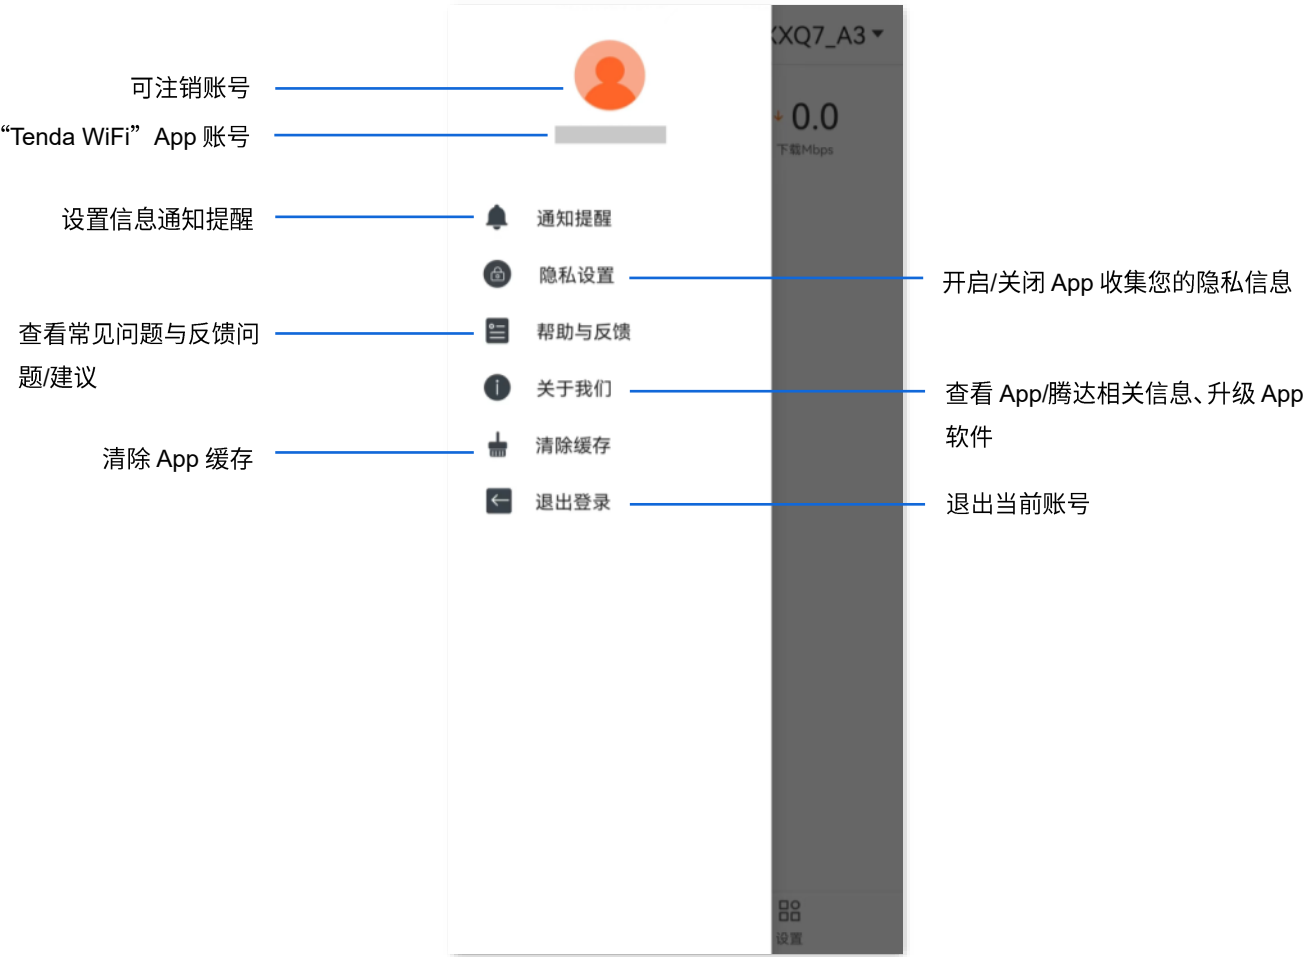 XXQ7_A3
可注销账号
“Tenda WiFi”App 账号
0.0
下载Mbps
设置信息通知提醒
通知提醒
隐私设置
开启/关闭 App 收集您的隐私信息
查看常见问题与反馈问
题/建议
帮助与反馈
关于我们
查看 App/腾达相关信息、升级 App
软件
清除 App 缓存
清除缓存
退出登录
退出当前账号
设置